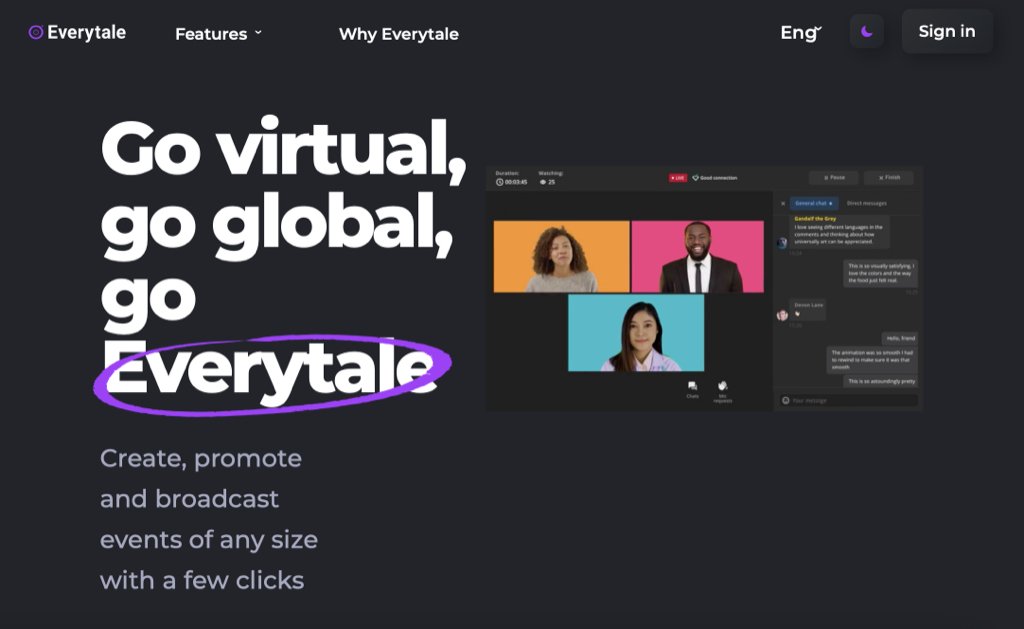 Everytale
Features
Why Everytale
Eng
Sign in
Go virtual,
go global,
go
Everytale
Create, promote
and broadcast
events of any size
with a few clicks
Duration:
00:03:45
Watching:
25
LIVE
Good connection
Pause
Finish
General chat
Direct messages
Gandalf the Grey
I love seeing different languages in the
comments and thinking about how
universally art can be appreciated.
15:24
This is so visually satisfying, I
love the colors and the way
the food just felt real.
15:25
Devon Lane
Hello, friend
The animation was so smooth I had
to rewind to make sure it was that
smooth
This is so astoundingly pretty
Your message
Chats
Mic
requests